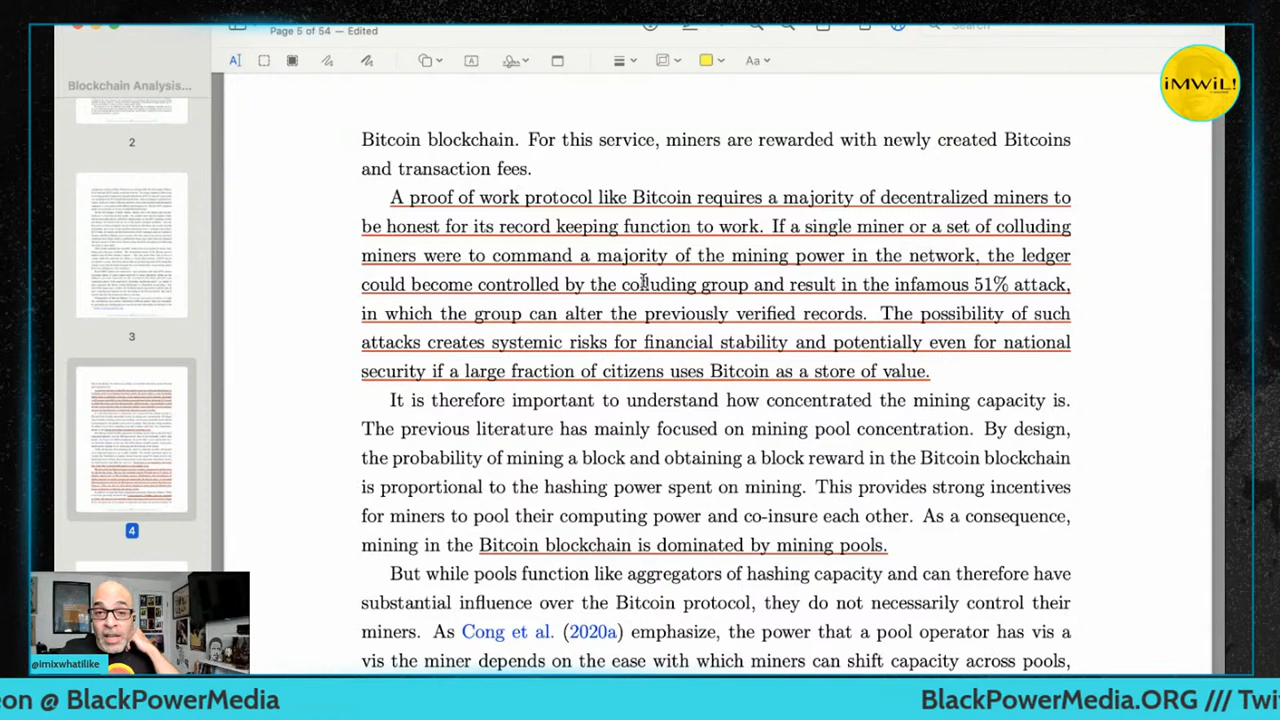 Page 5 of 54 — Edited
Search
Blockchain Analysis...
2
3
4
iMWiL!
Bitcoin blockchain. For this service, miners are rewarded with newly created Bitcoins
and transaction fees.
A proof of work protocol like Bitcoin requires a majority of decentralized miners to
be honest for its record-keeping function to work. If a single miner or a set of colluding
miners were to command a majority of the mining power in the network, the ledger
could become controlled by the colluding group and result in the infamous 51% attack,
in which the group can alter the previously verified records. The possibility of such
attacks creates systemic risks for financial stability and potentially even for national
security if a large fraction of citizens uses Bitcoin as a store of value.
It is therefore important to understand how concentrated the mining capacity is.
The previous literature mainly focused on mining pool concentration. By design,
the probability of mining a block and obtaining a block reward in the Bitcoin blockchain
is proportional to the hashing power spent on mining. This provides strong incentives
for miners to pool their computing power and co-insure each other. As a consequence,
mining in the Bitcoin blockchain is dominated by mining pools.
But while pools function like aggregators of hashing capacity and can therefore have
substantial influence over the Bitcoin protocol, they do not necessarily control their
miners. As Cong et al. (2020a) emphasize, the power that a pool operator has vis a
vis the miner depends on the ease with which miners can shift capacity across pools,
@imixwhatilike
eon @ BlackPowerMedia
BlackPowerMedia.ORG /// Twi